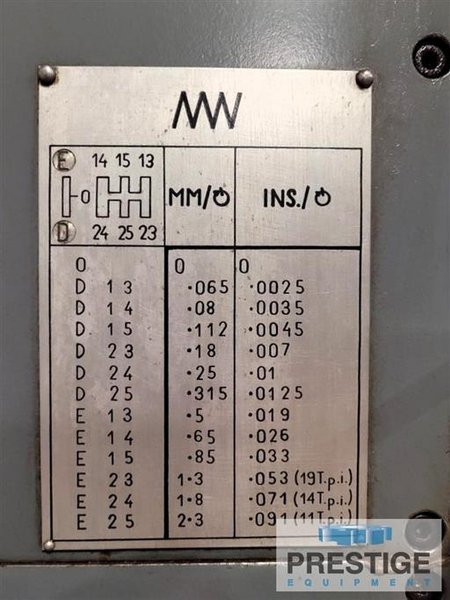 E 14 15 13
0
D 24 25 23
MM/ INS./
0 0 0
D 13 ·065 ·0025
D 14 ·08 ·0035
D 15 ·112 ·0045
D 23 ·18 ·007
D 24 ·25 ·01
D 25 ·315 ·0125
E 13 ·5 ·019
E 14 ·65 ·026
E 15 ·85 ·033
E 23 1·3 ·053 (19T.p.i.)
E 24 1·8 ·071 (14T.p.i.)
E 25 2·3 ·091 (11T.p.i.)
PRESTIGE
EQUIPMENT